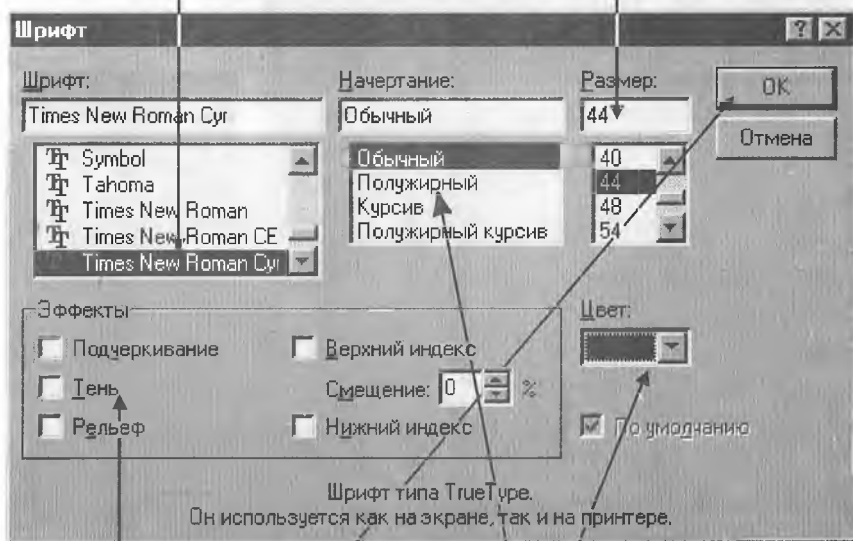 Шрифт
Шрифт: Начертание: Размер:
Times New Roman Cyr Обычный 44 OK
Отмена
Symbol Обычный 40
Tahoma Полужирный 44
Times New Roman Курсив 48
Times New Roman CE Полужирный курсив 54
Times New Roman Cyr
Эффекты Цвет:
Подчеркивание Верхний индекс
Тень Смещение: 0 %
Рельеф Нижний индекс По умолчанию
Шрифт типа TrueType.
Он используется как на экране, так и на принтере.